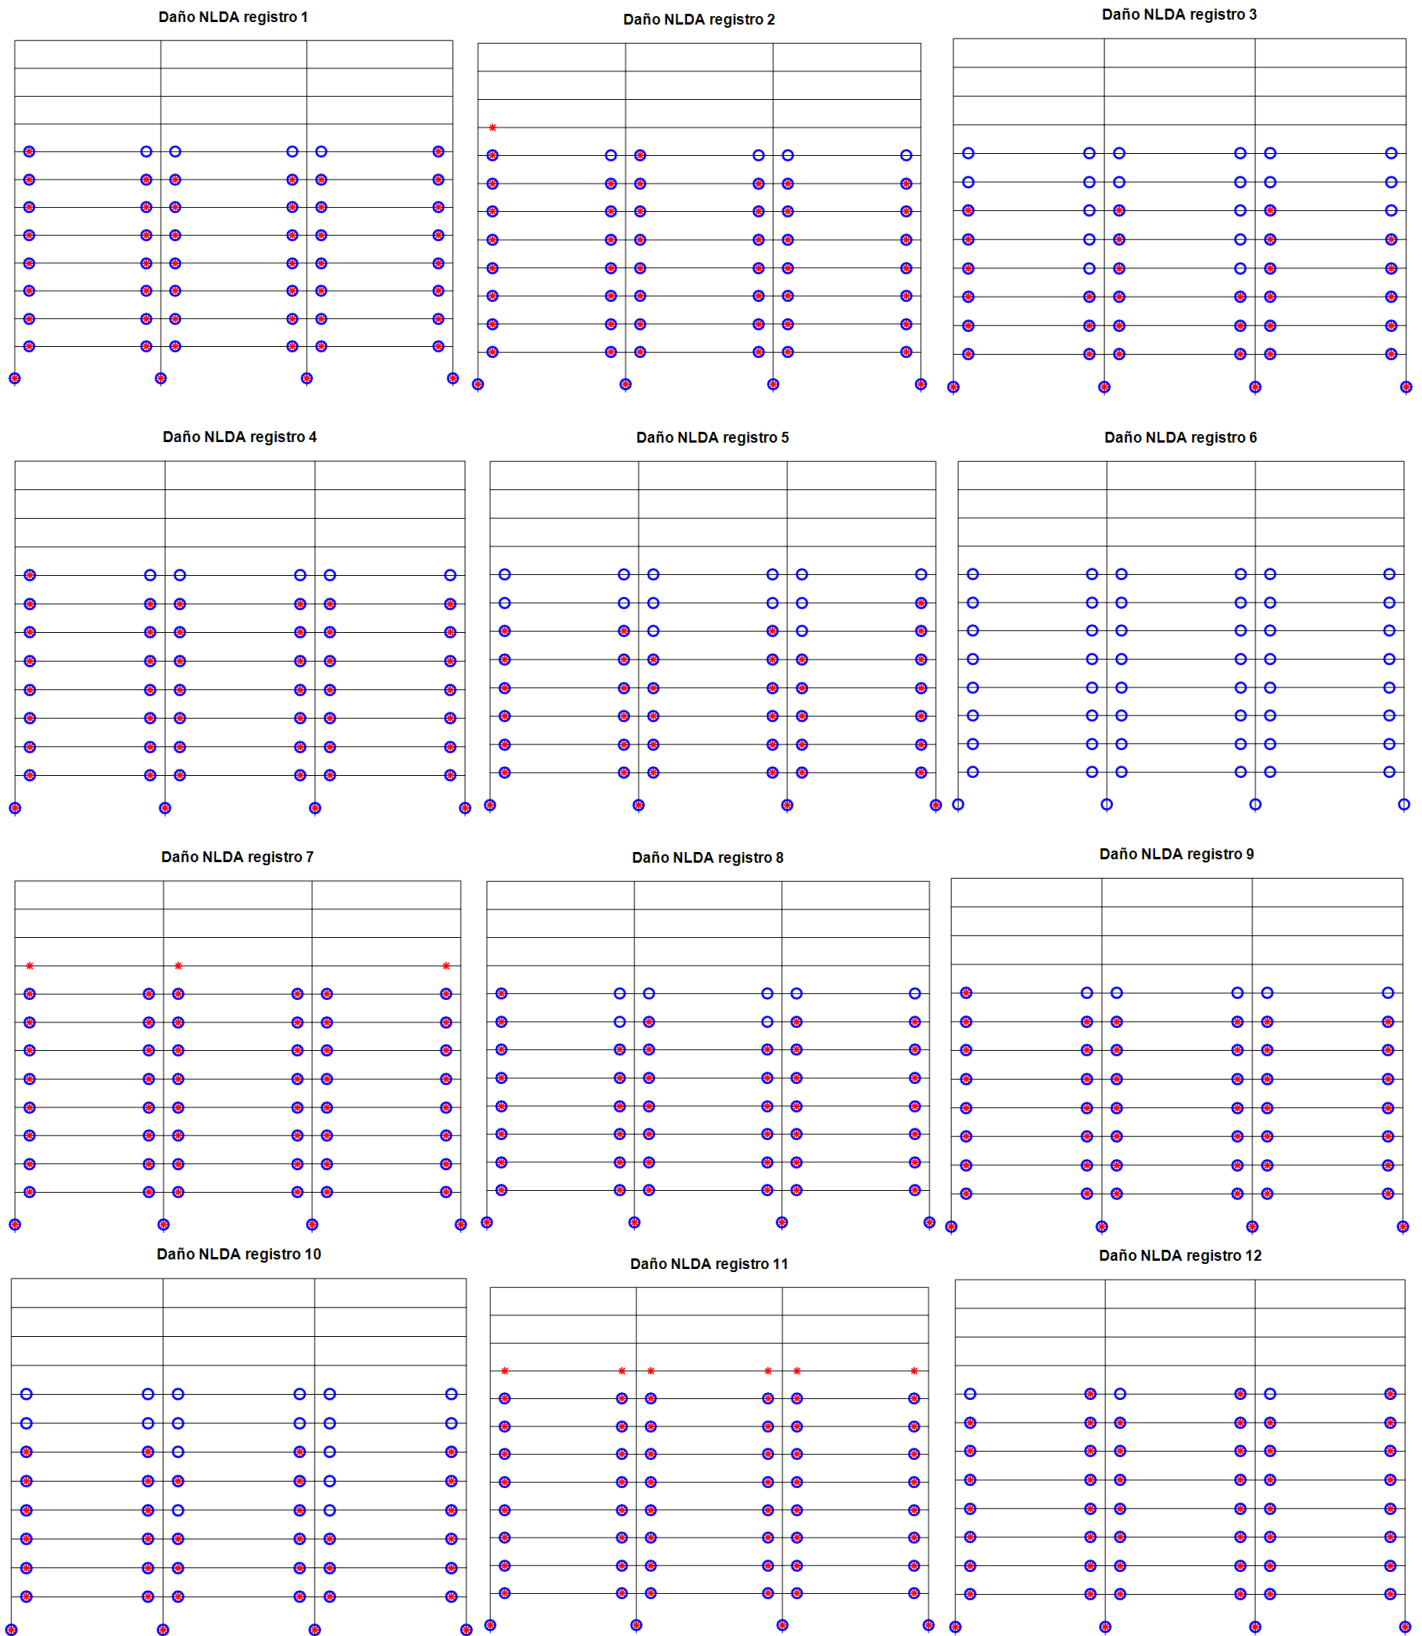 Daño NLDA registro 1
Daño NLDA registro 2
Daño NLDA registro 3
Daño NLDA registro 4
Daño NLDA registro 5
Daño NLDA registro 6
Daño NLDA registro 7
Daño NLDA registro 8
Daño NLDA registro 9
Daño NLDA registro 10
Daño NLDA registro 11
Daño NLDA registro 12